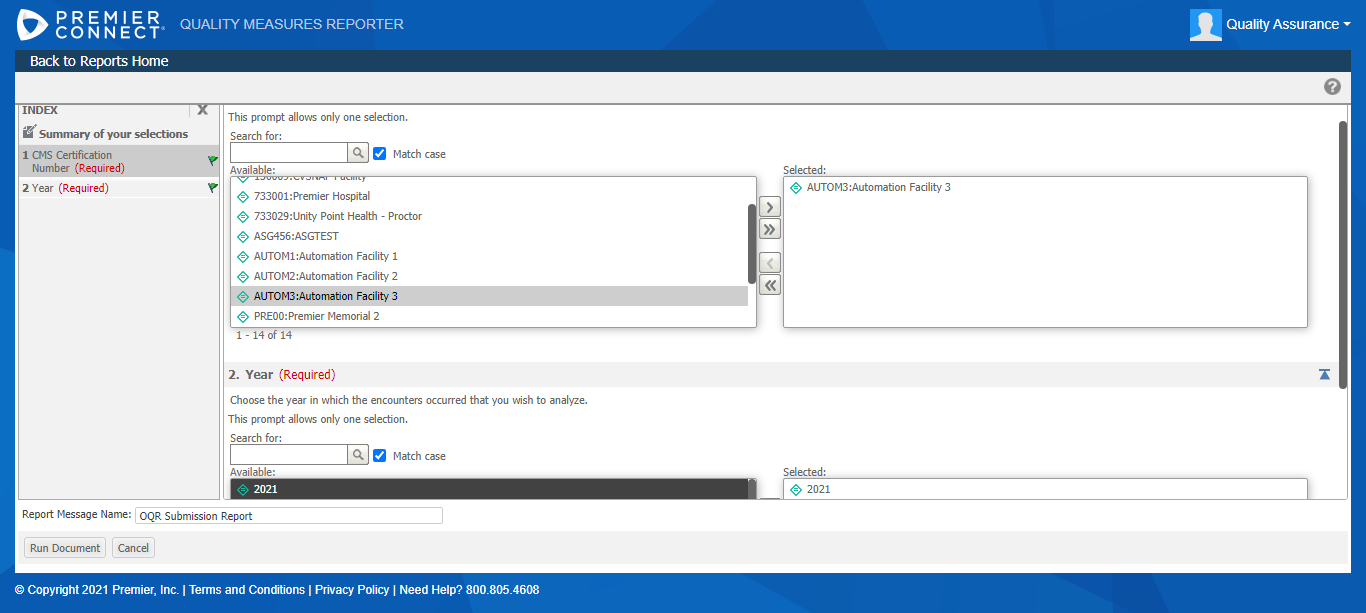 PREMIER CONNECT QUALITY MEASURES REPORTER
Quality Assurance
Back to Reports Home
?
INDEX X
Summary of your selections
1 CMS Certification
Number (Required)
2 Year (Required)
This prompt allows only one selection.
Search for:
Match case
Available:
733001:Premier Hospital
733029:Unity Point Health - Proctor
ASG456:ASGTEST
AUTOM1:Automation Facility 1
AUTOM2:Automation Facility 2
AUTOM3:Automation Facility 3
PRE00:Premier Memorial 2
1 - 14 of 14
Selected:
AUTOM3:Automation Facility 3
2. Year (Required)
Choose the year in which the encounters occurred that you wish to analyze.
This prompt allows only one selection.
Search for:
Match case
Available:
2021
Selected:
2021
Report Message Name: OQR Submission Report
Run Document Cancel
© Copyright 2021 Premier, Inc. | Terms and Conditions | Privacy Policy | Need Help? 800.805.4608